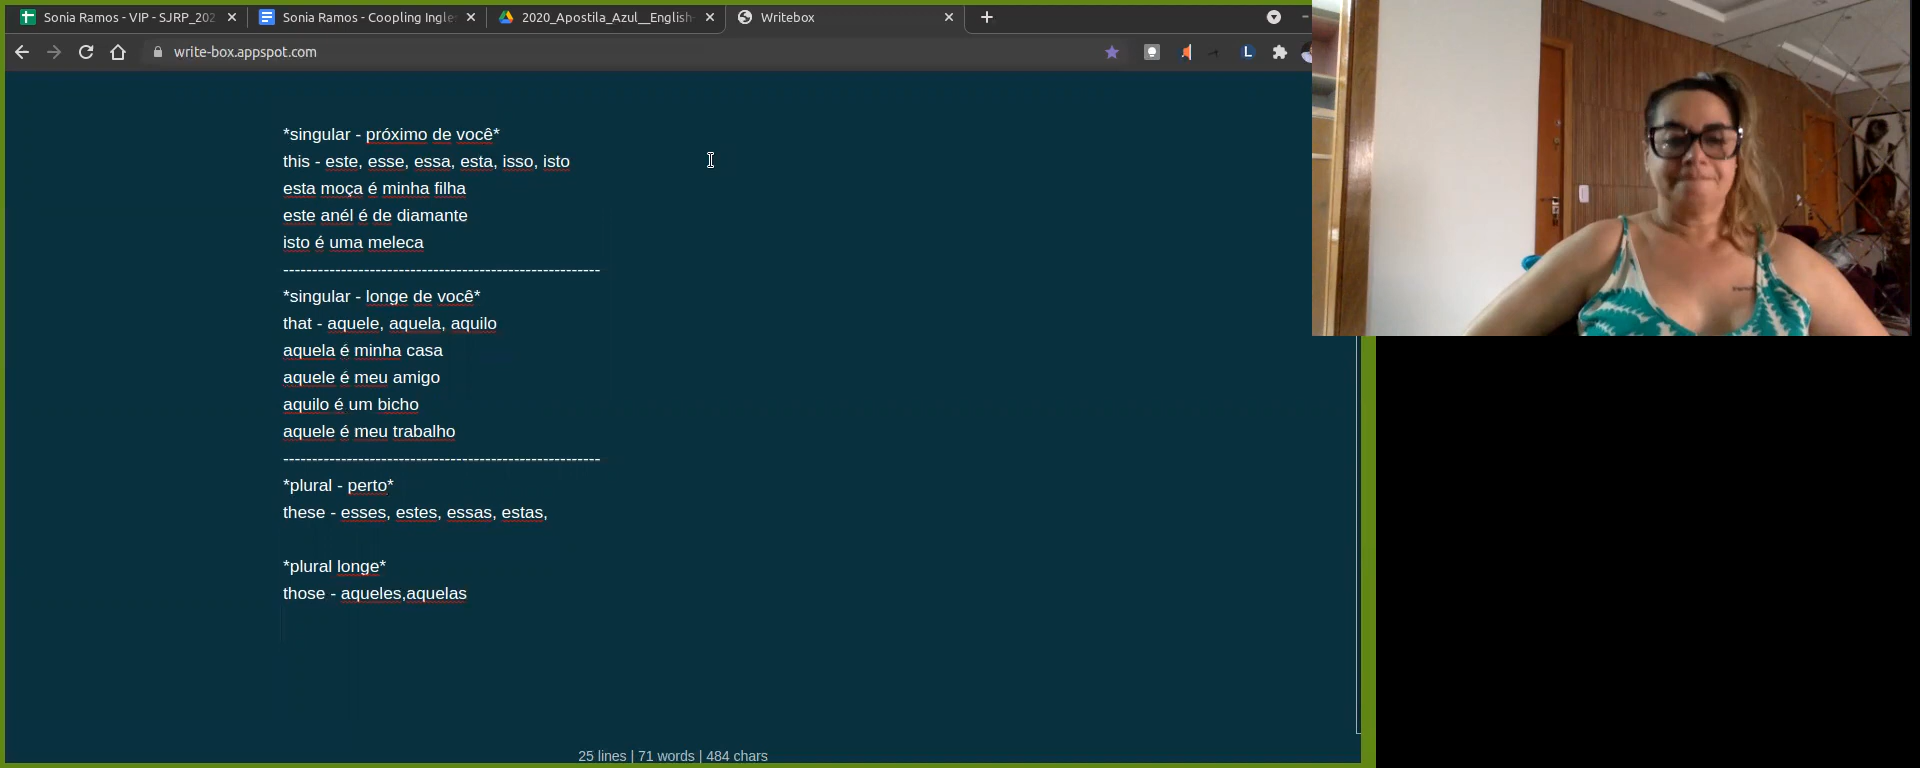 Sonia Ramos - VIP - SJRP_202
Sonia Ramos - Coopling Ingle
2020_Apostila_Azul__English-
Writebox
write-box.appspot.com
*singular - próximo de você*
this - este, esse, essa, esta, isso, isto
esta moça é minha filha
este anél é de diamante
isto é uma meleca
-------------------------------------------------------
*singular - longe de você*
that - aquele, aquela, aquilo
aquela é minha casa
aquele é meu amigo
aquilo é um bicho
aquele é meu trabalho
-------------------------------------------------------
*plural - perto*
these - esses, estes, essas, estas,
*plural longe*
those - aqueles,aquelas
25 lines | 71 words | 484 chars